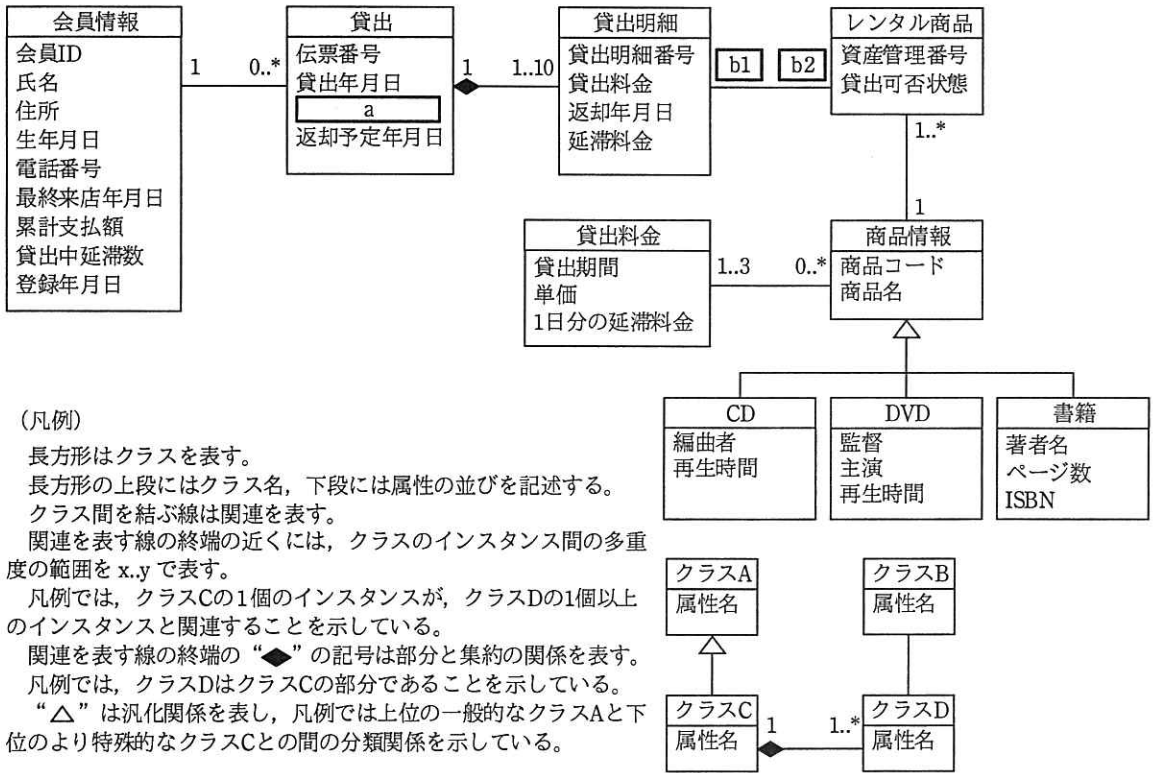 会員情報
会員ID
氏名
住所
生年月日
電話番号
最終来店年月日
累計支払額
貸出中延滞数
登録年月日
1 0..*
貸出
伝票番号
貸出年月日
a
返却予定年月日
1 1..10
貸出明細
貸出明細番号
貸出料金
返却年月日
延滞料金
b1 b2
レンタル商品
資産管理番号
貸出可否状態
1..*
1
貸出料金
貸出期間
単価
1日分の延滞料金
1..3 0..*
商品情報
商品コード
商品名
CD
編曲者
再生時間
DVD
監督
主演
再生時間
書籍
著者名
ページ数
ISBN
(凡例)
長方形はクラスを表す。
長方形の上段にはクラス名，下段には属性の並びを記述する。
クラス間を結ぶ線は関連を表す。
関連を表す線の終端の近くには，クラスのインスタンス間の多重
度の範囲を x..y で表す。
凡例では，クラスCの1個のインスタンスが，クラスDの1個以上
のインスタンスと関連することを示している。
関連を表す線の終端の“◆”の記号は部分と集約の関係を表す。
凡例では，クラスDはクラスCの部分であることを示している。
“△”は汎化関係を表し，凡例では上位の一般的なクラスAと下
位のより特殊的なクラスCとの間の分類関係を示している。
クラスA
属性名
クラスB
属性名
クラスC
属性名
1 1..*
クラスD
属性名